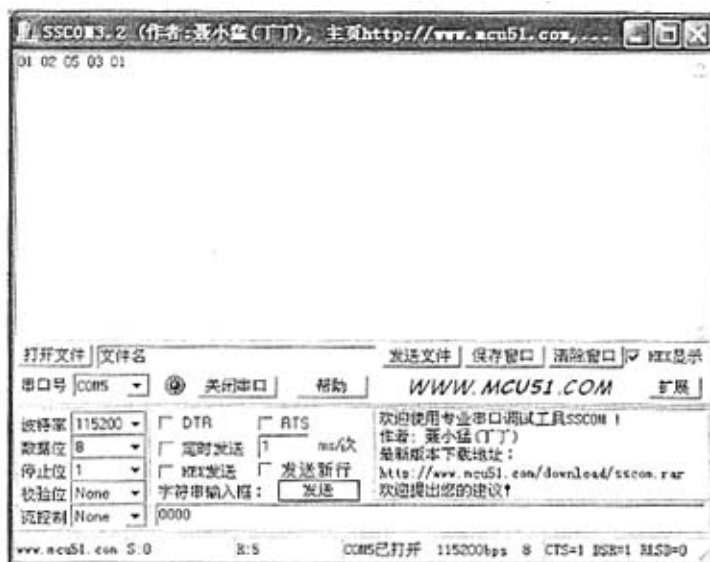 SSCOM3.2 (作者:聂小猛(丁丁), 主页http://www.mcu51.com,...
01 02 05 03 01
打开文件 文件名 发送文件 保存窗口 清除窗口 HEX显示
串口号 COM5 关闭串口 帮助 WWW.MCU51.COM 扩展
波特率 115200 DTR RTS
数据位 8 定时发送 1 ms/次
停止位 1 HEX发送 发送新行
校验位 None 字符串输入框: 发送
流控制 None 0000
欢迎使用专业串口调试工具SSCOM !
作者: 聂小猛(丁丁)
最新版本下载地址:
http://www.mcu51.com/download/sscom.rar
欢迎提出您的建议!
www.mcu51.com S:0 R:5 COM5已打开 115200bps 8 CTS=1 DSR=1 RLSD=0